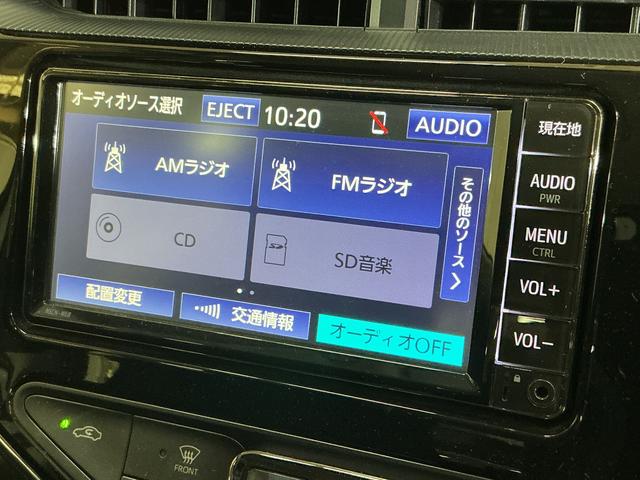 オーディオソース選択 EJECT 10:20 AUDIO
AMラジオ
FMラジオ
その他のソース
CD
SD音楽
配置変更
交通情報
オーディオOFF
現在地
AUDIO
PWR
MENU
CTRL
VOL+
VOL−
FRONT